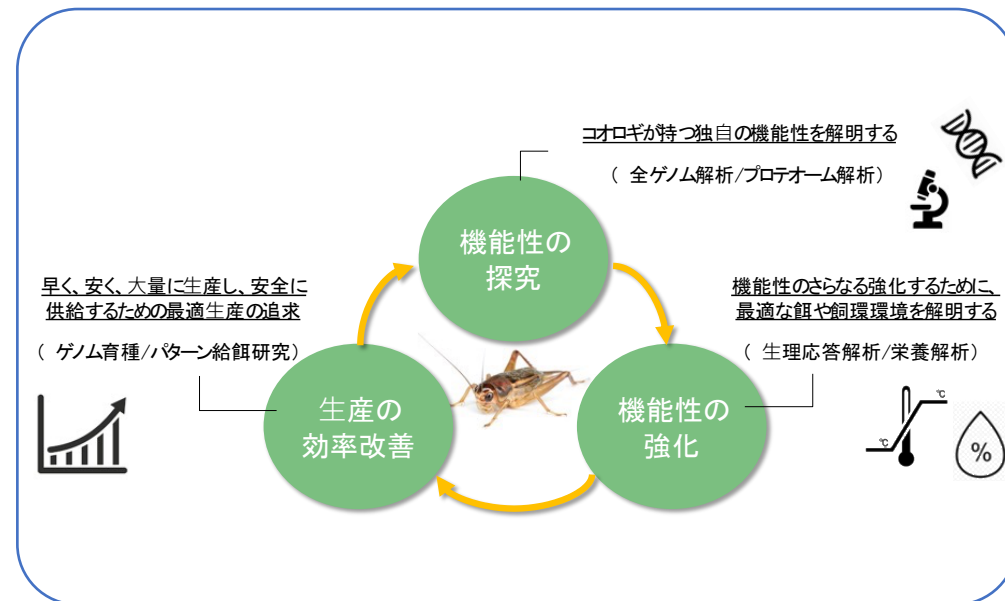 コオロギが持つ独自の機能性を解明する
( 全ゲノム解析/プロテオーム解析)
機能性の
探究
早く、安く、大量に生産し、安全に
供給するための最適生産の追求
( ゲノム育種/パターン給餌研究)
機能性のさらなる強化するために、
最適な餌や飼環環境を解明する
( 生理応答解析/栄養解析)
生産の
効率改善
機能性の
強化
℃
℃
%